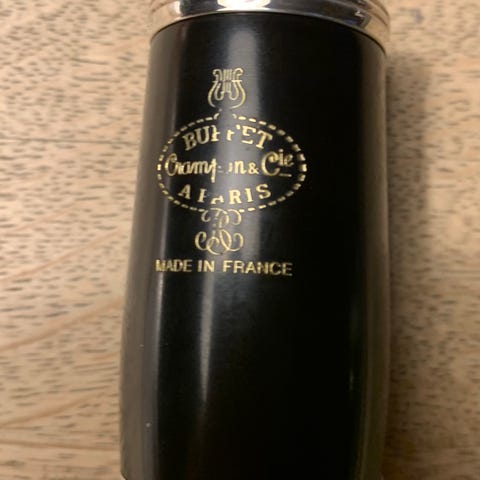 BUFFET
Crampon & Cie
A PARIS
MADE IN FRANCE